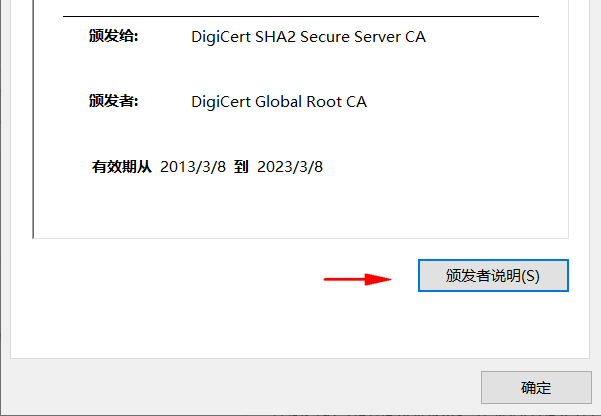 颁发给: DigiCert SHA2 Secure Server CA
颁发者: DigiCert Global Root CA
有效期从 2013/3/8 到 2023/3/8
颁发者说明(S)
确定